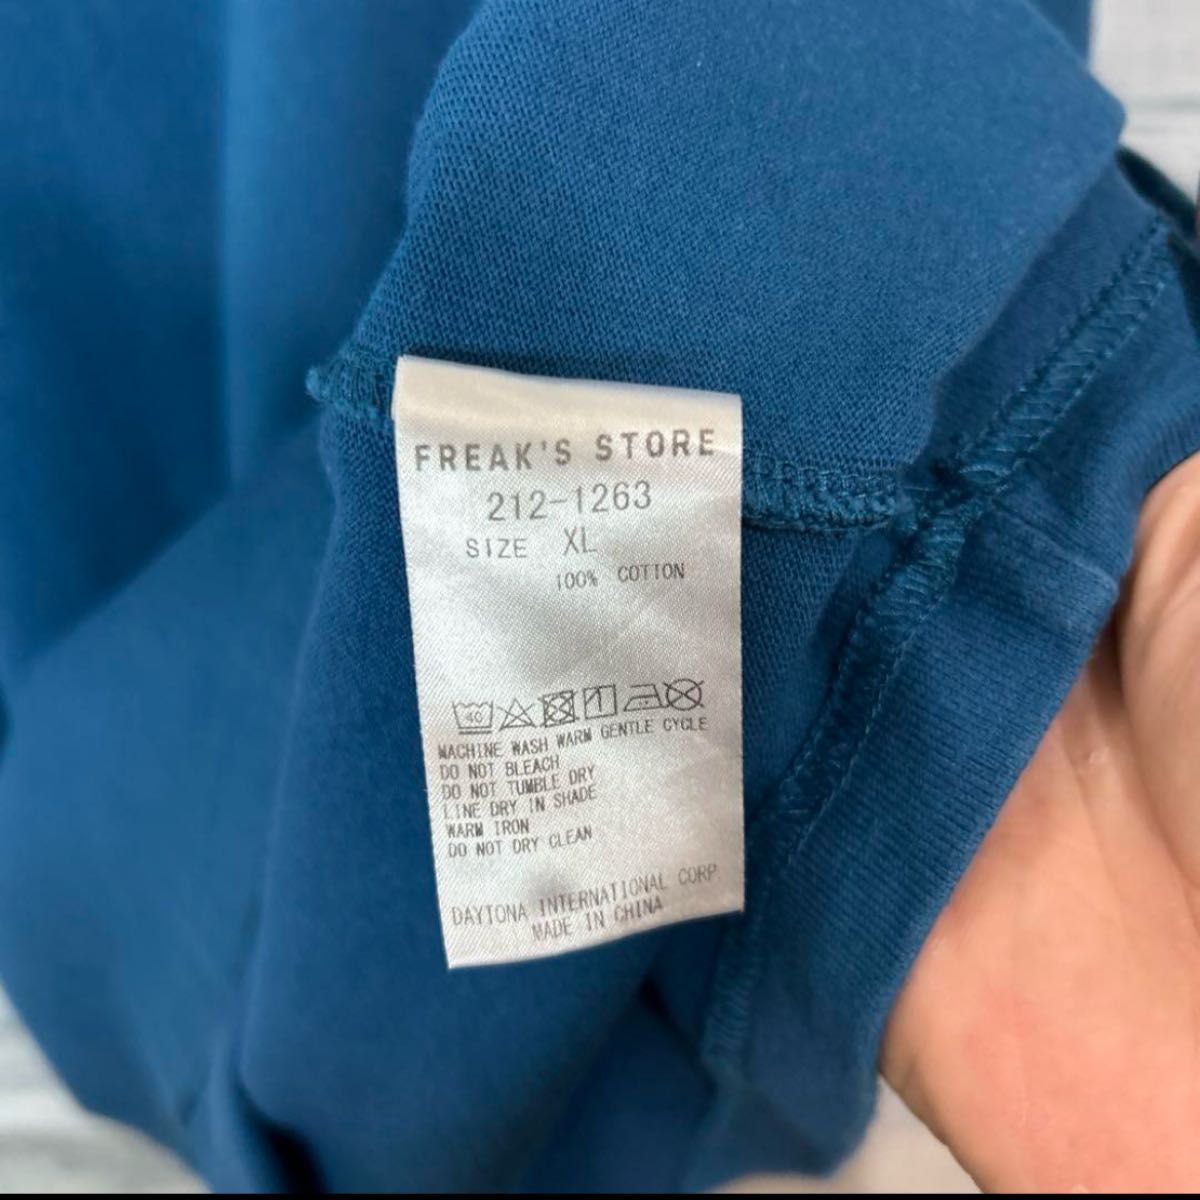 FREAK'S STORE
212-1263
SIZE XL
100% COTTON
40
MACHINE WASH WARM GENTLE CYCLE
DO NOT BLEACH
DO NOT TUMBLE DRY
LINE DRY IN SHADE
WARM IRON
DO NOT DRY CLEAN
DAYTONA INTERNATIONAL CORP.
MADE IN CHINA